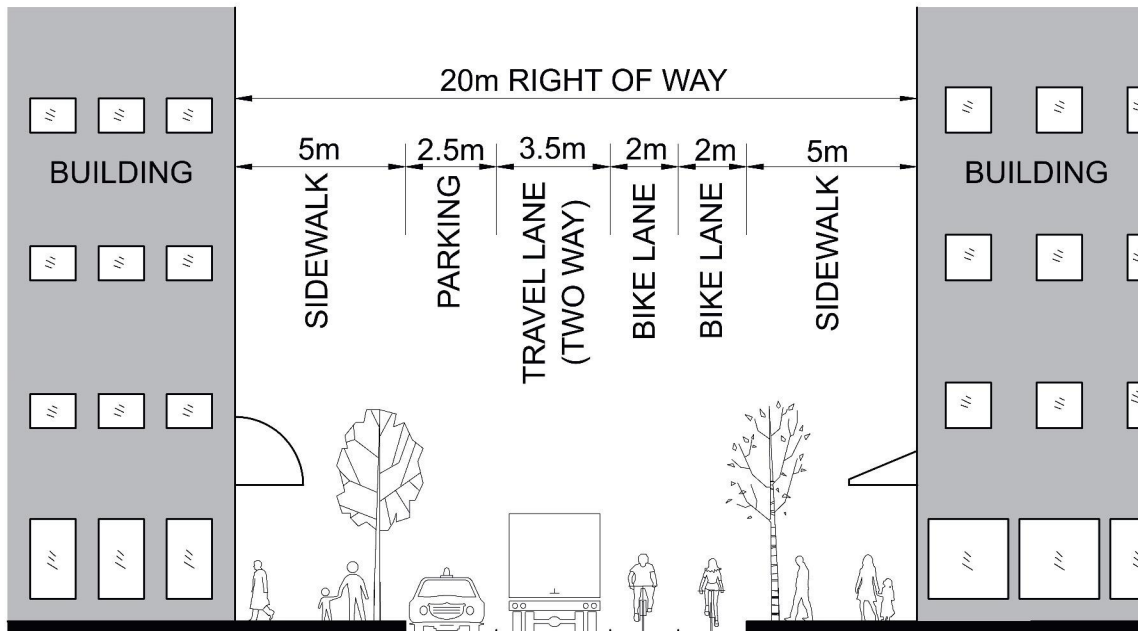 20m RIGHT OF WAY
5m
2.5m
3.5m
2m
2m
5m
BUILDING
BUILDING
SIDEWALK
PARKING
TRAVEL LANE
(TWO WAY)
BIKE LANE
BIKE LANE
SIDEWALK